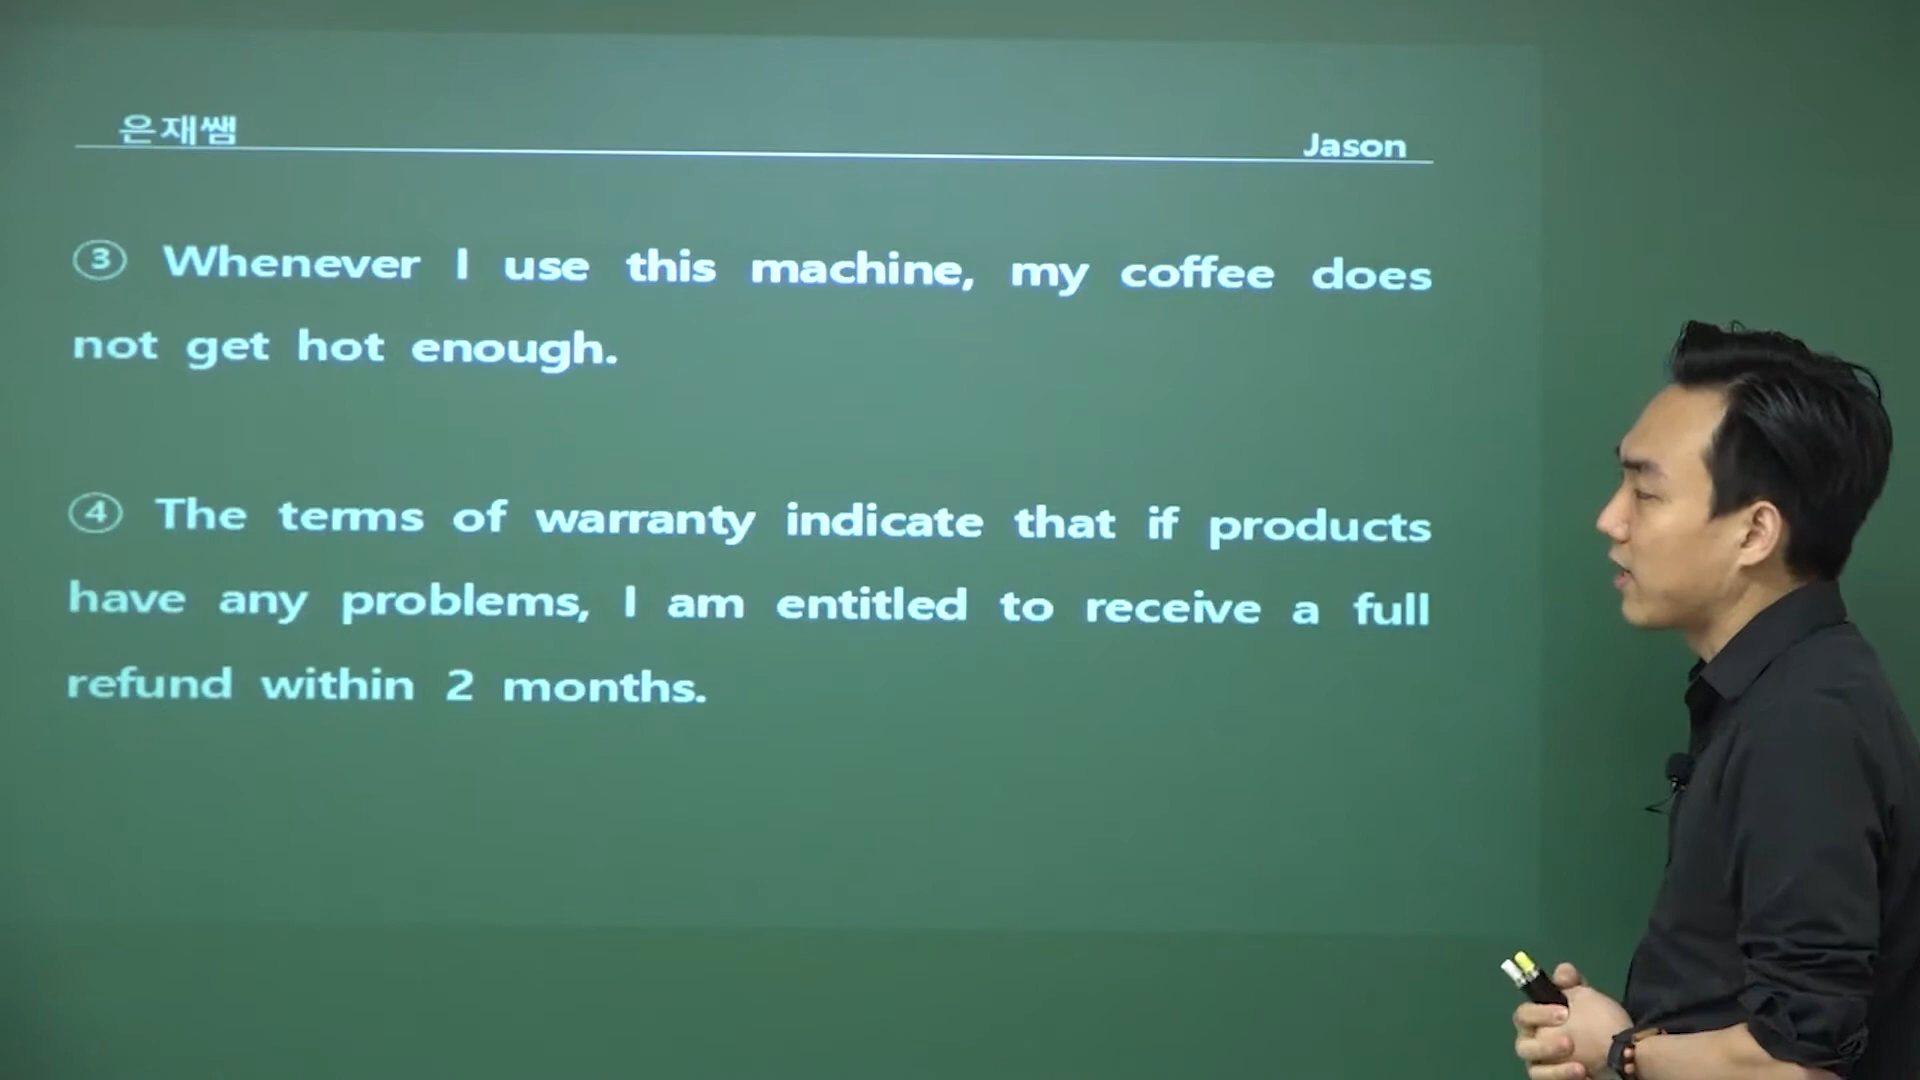 은재쌤
Jason
③ Whenever I use this machine, my coffee does
not get hot enough.
④ The terms of warranty indicate that if products
have any problems, I am entitled to receive a full
refund within 2 months.